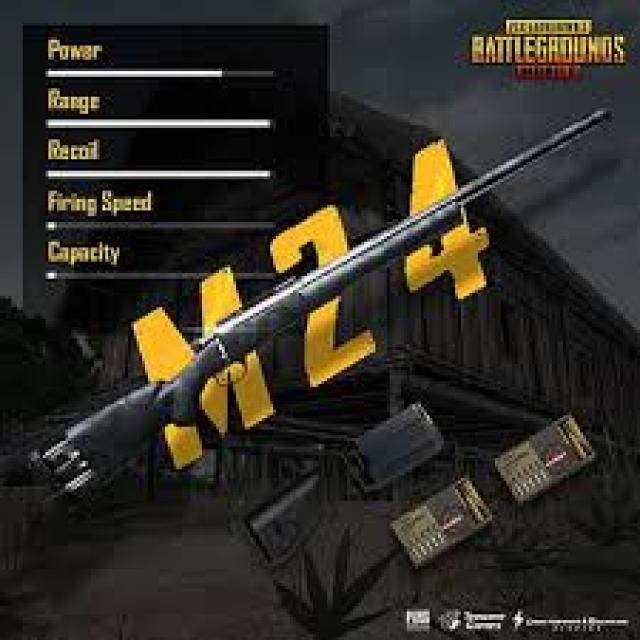 BATTLEGROUNDS
Power
Range
Recoil
Firing Speed
Capacity
M24